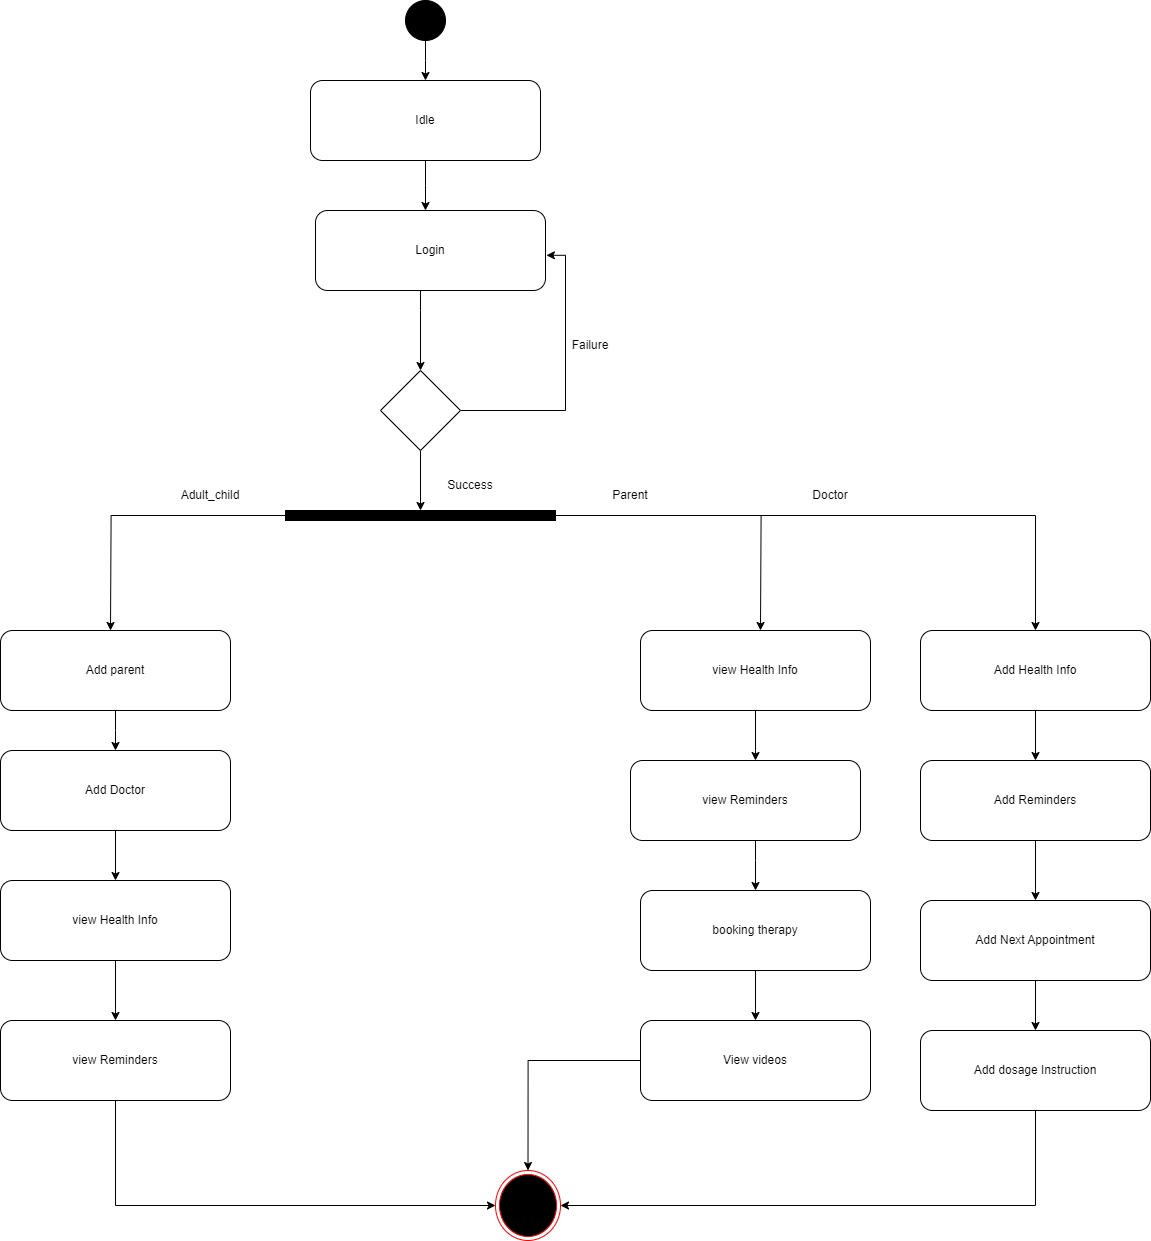 Idle
Login
Failure
Success
Adult_child
Parent
Doctor
Add parent
view Health Info
Add Health Info
Add Doctor
view Reminders
Add Reminders
view Health Info
booking therapy
Add Next Appointment
view Reminders
View videos
Add dosage Instruction